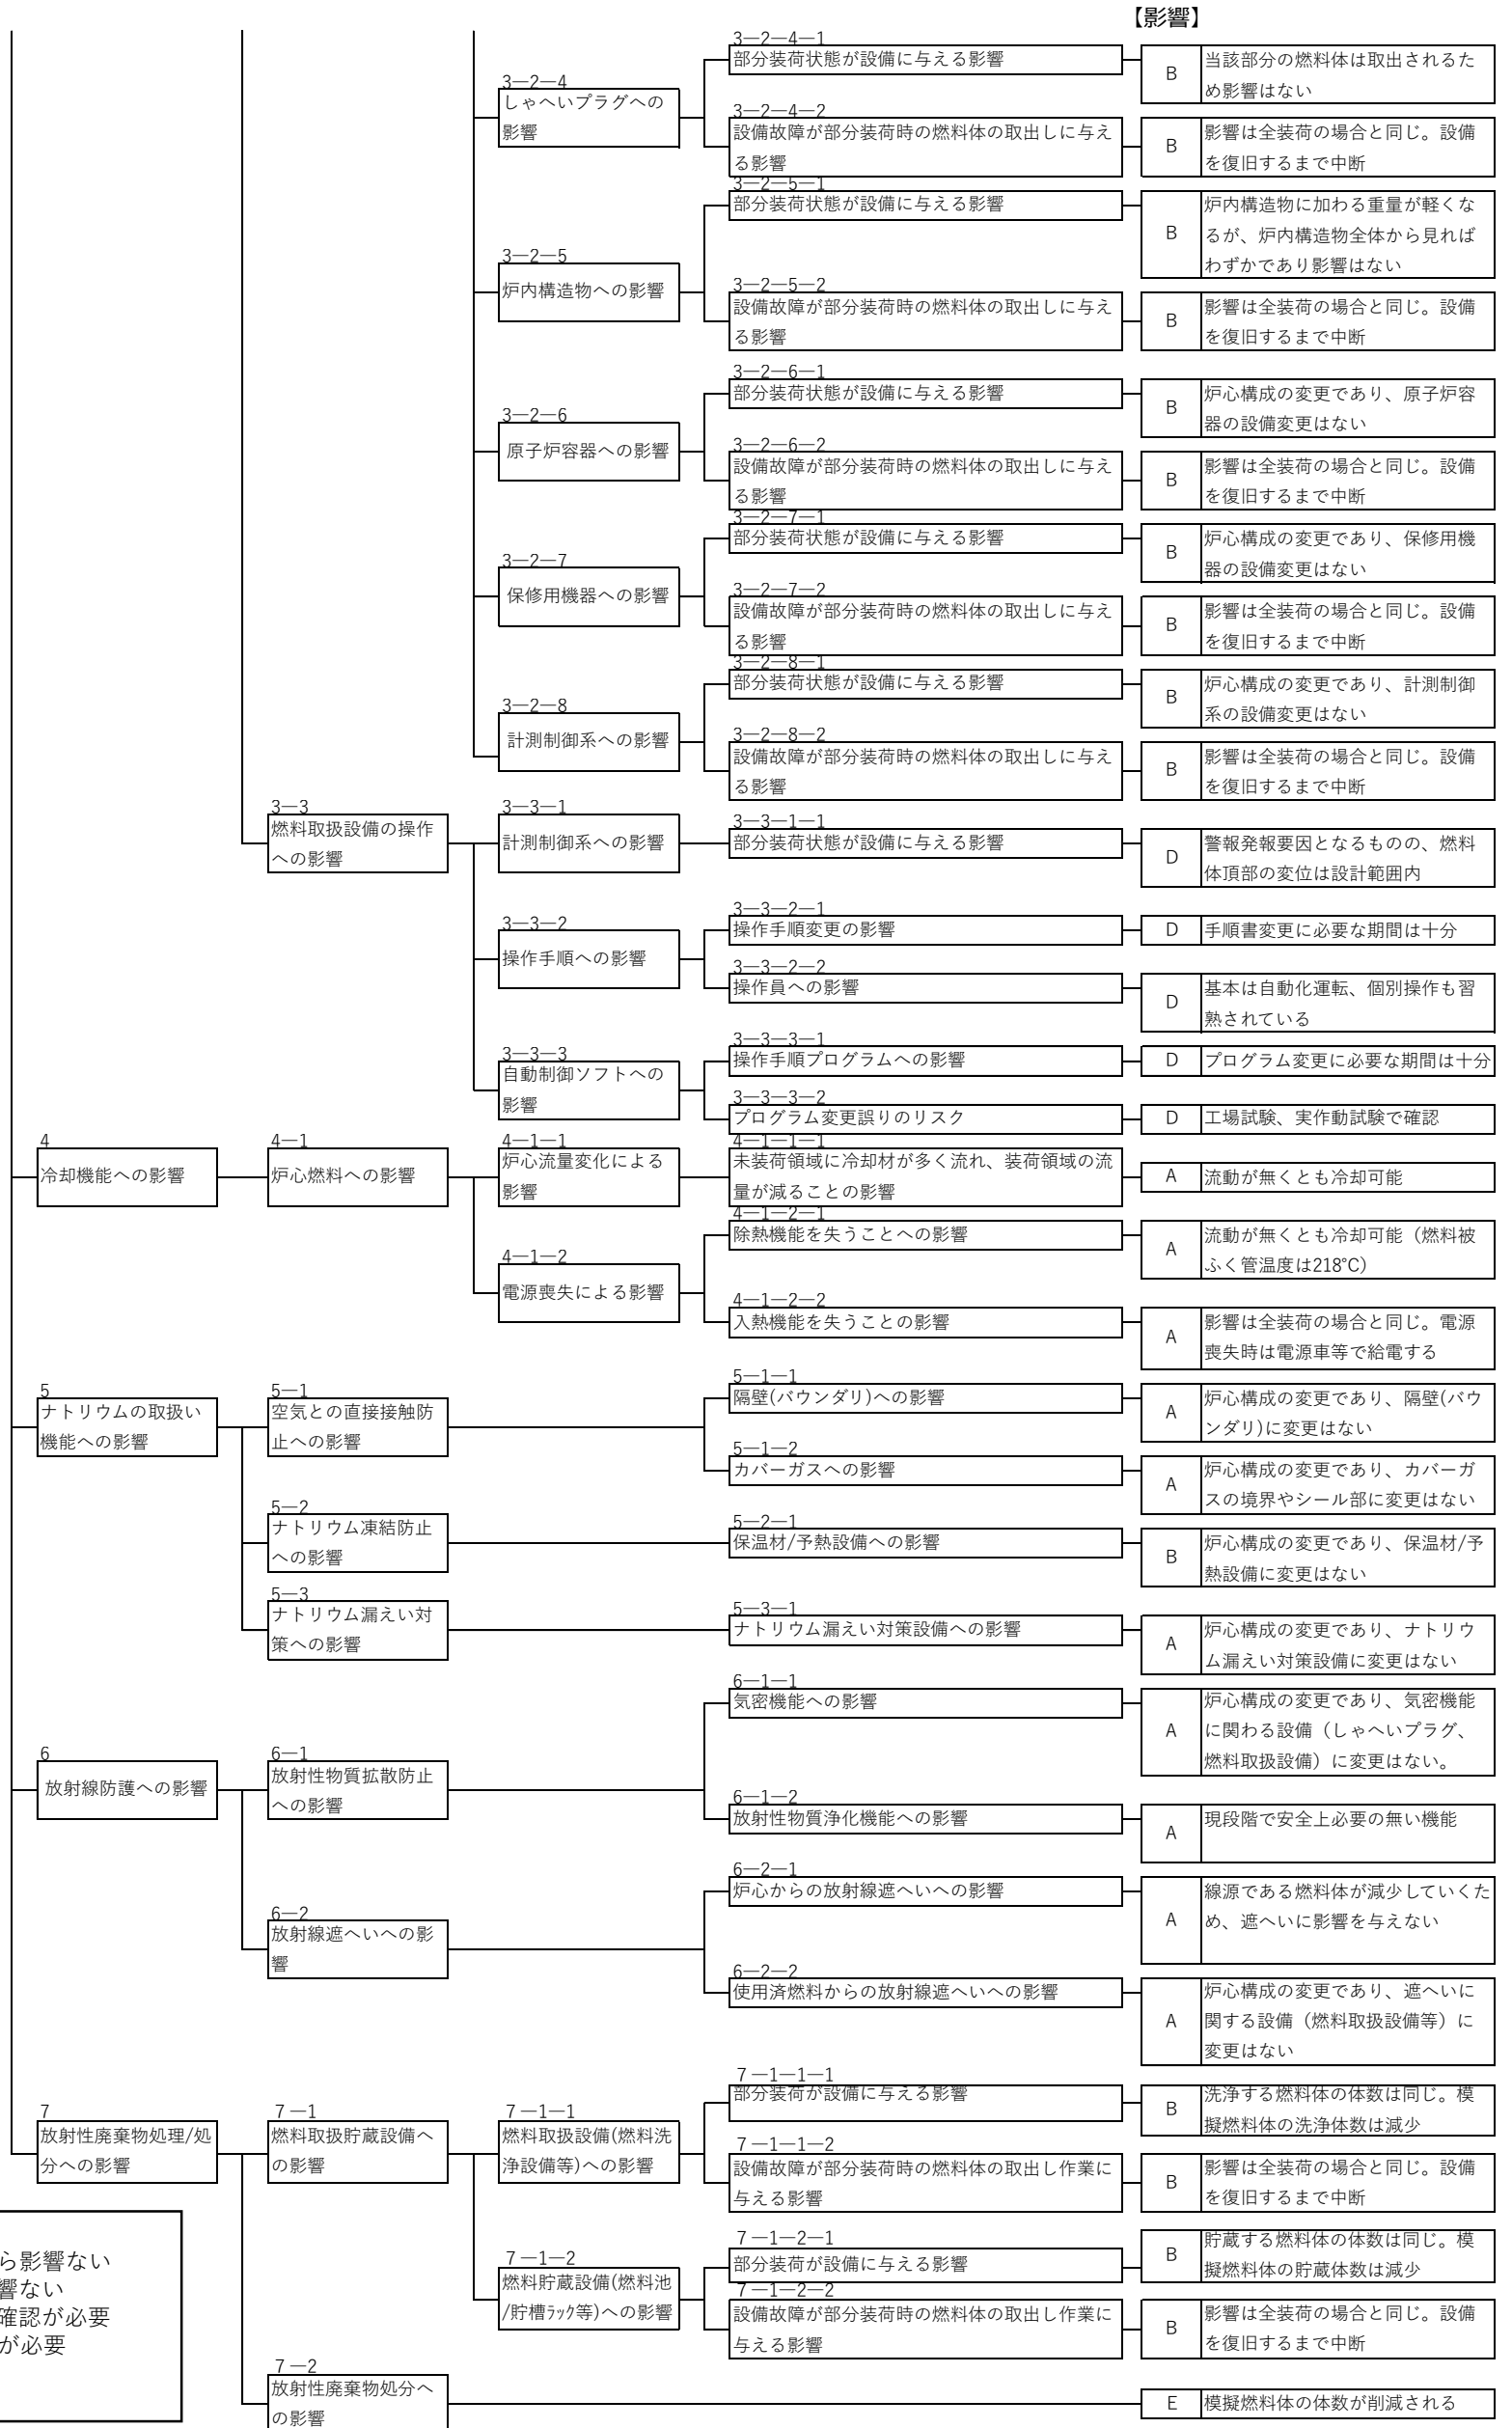 【影響】
3―2―4
しゃへいプラグへの
影響
3―2―4―1
部分装荷状態が設備に与える影響
B
当該部分の燃料体は取出されるた
め影響はない
3―2―4―2
設備故障が部分装荷時の燃料体の取出しに与え
る影響
B
影響は全装荷の場合と同じ。設備
を復旧するまで中断
3―2―5
炉内構造物への影響
3―2―5―1
部分装荷状態が設備に与える影響
B
炉内構造物に加わる重量が軽くな
るが、炉内構造物全体から見れば
わずかであり影響はない
3―2―5―2
設備故障が部分装荷時の燃料体の取出しに与え
る影響
B
影響は全装荷の場合と同じ。設備
を復旧するまで中断
3―2―6
原子炉容器への影響
3―2―6―1
部分装荷状態が設備に与える影響
B
炉心構成の変更であり、原子炉容
器の設備変更はない
3―2―6―2
設備故障が部分装荷時の燃料体の取出しに与え
る影響
B
影響は全装荷の場合と同じ。設備
を復旧するまで中断
3―2―7
保修用機器への影響
3―2―7―1
部分装荷状態が設備に与える影響
B
炉心構成の変更であり、保修用機
器の設備変更はない
3―2―7―2
設備故障が部分装荷時の燃料体の取出しに与え
る影響
B
影響は全装荷の場合と同じ。設備
を復旧するまで中断
3―2―8
計測制御系への影響
3―2―8―1
部分装荷状態が設備に与える影響
B
炉心構成の変更であり、計測制御
系の設備変更はない
3―2―8―2
設備故障が部分装荷時の燃料体の取出しに与え
る影響
B
影響は全装荷の場合と同じ。設備
を復旧するまで中断
3―3
燃料取扱設備の操作
への影響
3―3―1
計測制御系への影響
3―3―1―1
部分装荷状態が設備に与える影響
D
警報発報要因となるものの、燃料
体頂部の変位は設計範囲内
3―3―2
操作手順への影響
3―3―2―1
操作手順変更の影響
D
手順書変更に必要な期間は十分
3―3―2―2
操作員への影響
D
基本は自動化運転、個別操作も習
熟されている
3―3―3
自動制御ソフトへの
影響
3―3―3―1
操作手順プログラムへの影響
D
プログラム変更に必要な期間は十分
3―3―3―2
プログラム変更誤りのリスク
D
工場試験、実作動試験で確認
4
冷却機能への影響
4―1
炉心燃料への影響
4―1―1
炉心流量変化による
影響
4―1―1―1
未装荷領域に冷却材が多く流れ、装荷領域の流
量が減ることの影響
A
流動が無くとも冷却可能
4―1―2
電源喪失による影響
4―1―2―1
除熱機能を失うことへの影響
A
流動が無くとも冷却可能（燃料被
ふく管温度は218℃）
4―1―2―2
入熱機能を失うことの影響
A
影響は全装荷の場合と同じ。電源
喪失時は電源車等で給電する
5
ナトリウムの取扱い
機能への影響
5―1
空気との直接接触防
止への影響
5―1―1
隔壁(バウンダリ)への影響
A
炉心構成の変更であり、隔壁(バウ
ンダリ)に変更はない
5―1―2
カバーガスへの影響
A
炉心構成の変更であり、カバーガ
スの境界やシール部に変更はない
5―2
ナトリウム凍結防止
への影響
5―2―1
保温材/予熱設備への影響
B
炉心構成の変更であり、保温材/予
熱設備に変更はない
5―3
ナトリウム漏えい対
策への影響
5―3―1
ナトリウム漏えい対策設備への影響
A
炉心構成の変更であり、ナトリウ
ム漏えい対策設備に変更はない
6
放射線防護への影響
6―1
放射性物質拡散防止
への影響
6―1―1
気密機能への影響
A
炉心構成の変更であり、気密機能
に関わる設備（しゃへいプラグ、
燃料取扱設備）に変更はない。
6―1―2
放射性物質浄化機能への影響
A
現段階で安全上必要の無い機能
6―2
放射線遮へいへの影
響
6―2―1
炉心からの放射線遮へいへの影響
A
線源である燃料体が減少していくた
め、遮へいに影響を与えない
6―2―2
使用済燃料からの放射線遮へいへの影響
A
炉心構成の変更であり、遮へいに
関する設備（燃料取扱設備等）に
変更はない
7
放射性廃棄物処理/処
分への影響
7―1
燃料取扱貯蔵設備へ
の影響
7―1―1
燃料取扱設備(燃料洗
浄設備等)への影響
7―1―1―1
部分装荷が設備に与える影響
B
洗浄する燃料体の体数は同じ。模
擬燃料体の洗浄体数は減少
7―1―1―2
設備故障が部分装荷時の燃料体の取出し作業に
与える影響
B
影響は全装荷の場合と同じ。設備
を復旧するまで中断
7―1―2
燃料貯蔵設備(燃料池
/貯槽ﾗｯｸ等)への影響
7―1―2―1
部分装荷が設備に与える影響
B
貯蔵する燃料体の体数は同じ。模
擬燃料体の貯蔵体数は減少
7―1―2―2
設備故障が部分装荷時の燃料体の取出し作業に
与える影響
B
影響は全装荷の場合と同じ。設備
を復旧するまで中断
7―2
放射性廃棄物処分へ
の影響
E
模擬燃料体の体数が削減される
ら影響ない
響ない
確認が必要
が必要